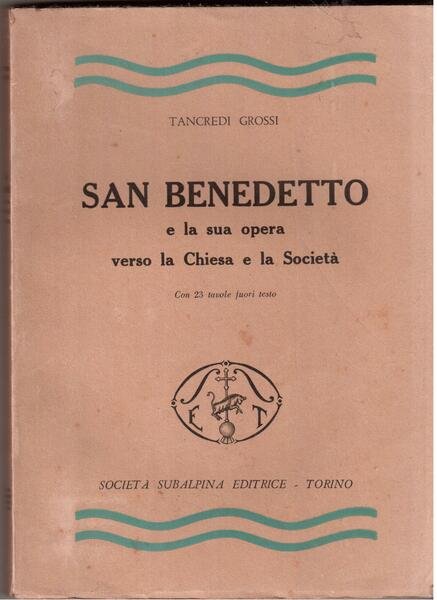 TANCREDI GROSSI
SAN BENEDETTO
e la sua opera
verso la Chiesa e la Società
Con 23 tavole fuori testo
S E T
SOCIETÀ SUBALPINA EDITRICE - TORINO